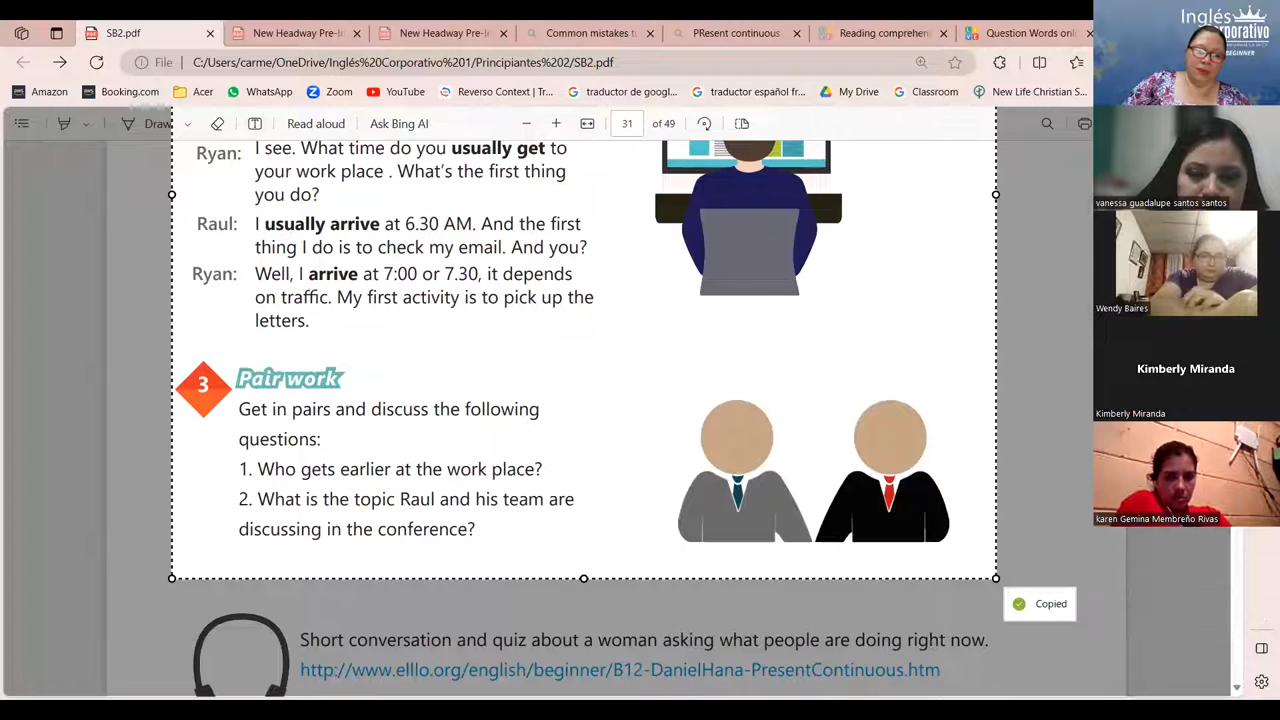 SB2.pdf
New Headway Pre-In
New Headway Pre-In
Common mistakes t
PResent continuous
Reading comprehen
Question Words onl
File
C:/Users/carme/OneDrive/Inglés%20Corporativo%201/Principiante%2002/SB2.pdf
Amazon
Booking.com
Acer
WhatsApp
Zoom
YouTube
Reverso Context | Tr...
traductor de googl...
traductor español fr...
My Drive
Classroom
New Life Christian S...
Draw
Read aloud
Ask Bing AI
31
of 49
Ryan:
I see. What time do you usually get to
your work place . What's the first thing
you do?
Raul:
I usually arrive at 6.30 AM. And the first
thing I do is to check my email. And you?
Ryan:
Well, I arrive at 7:00 or 7.30, it depends
on traffic. My first activity is to pick up the
letters.
3
Pair work
Get in pairs and discuss the following
questions:
1. Who gets earlier at the work place?
2. What is the topic Raul and his team are
discussing in the conference?
Copied
Short conversation and quiz about a woman asking what people are doing right now.
http://www.elllo.org/english/beginner/B12-DanielHana-PresentContinuous.htm
Inglés
Corporativo
BEGINNER
vanessa guadalupe santos santos
Wendy Baires
Kimberly Miranda
Kimberly Miranda
karen Gemina Membreño Rivas